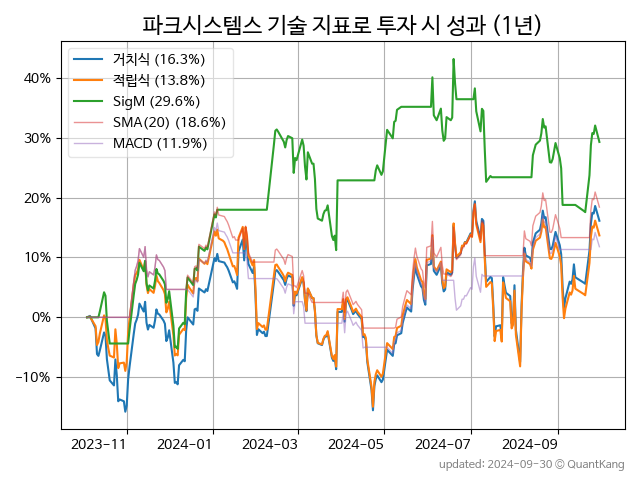 파크시스템스 기술 지표로 투자 시 성과 (1년)
거치식 (16.3%)
적립식 (13.8%)
SigM (29.6%)
SMA(20) (18.6%)
MACD (11.9%)
40%
30%
20%
10%
0%
−10%
2023-11 2024-01 2024-03 2024-05 2024-07 2024-09
updated: 2024-09-30 © QuantKang